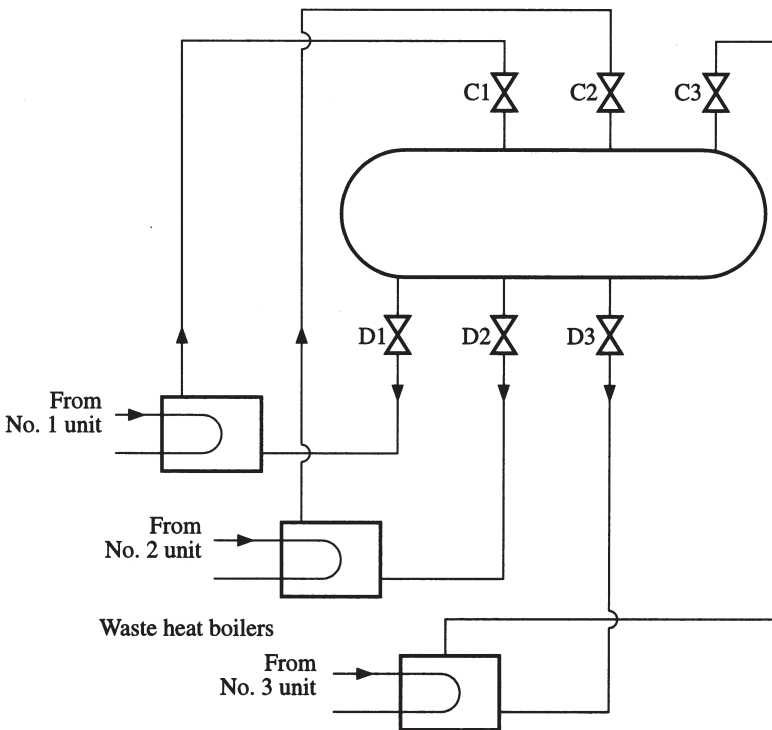 C1
C2
C3
D1
D2
D3
From
No. 1 unit
From
No. 2 unit
Waste heat boilers
From
No. 3 unit